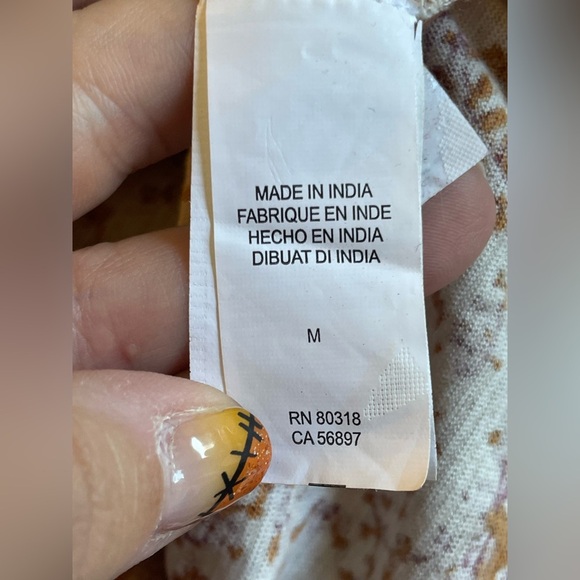 MADE IN INDIA
FABRIQUE EN INDE
HECHO EN INDIA
DIBUAT DI INDIA
M
RN 80318
CA 56897